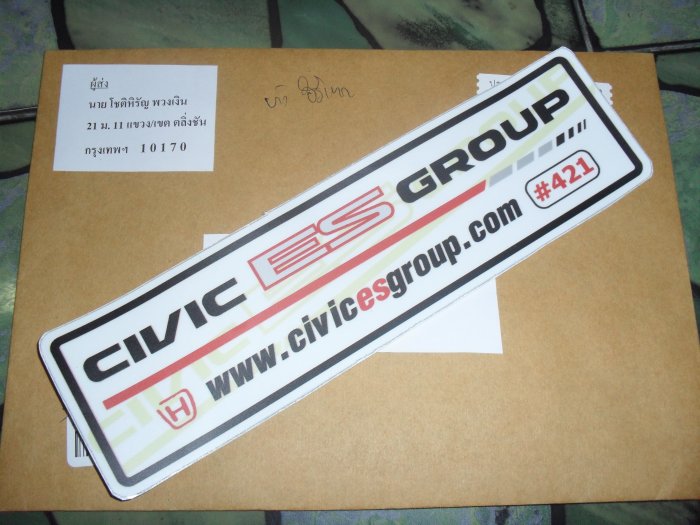 ผู้ส่ง
นาย โชติหิรัญ พวงเงิน
21 ม. 11 แขวง/เขต ตลิ่งชัน
กรุงเทพฯ 10170
CIVIC ES GROUP
www.civicesgroup.com
#421